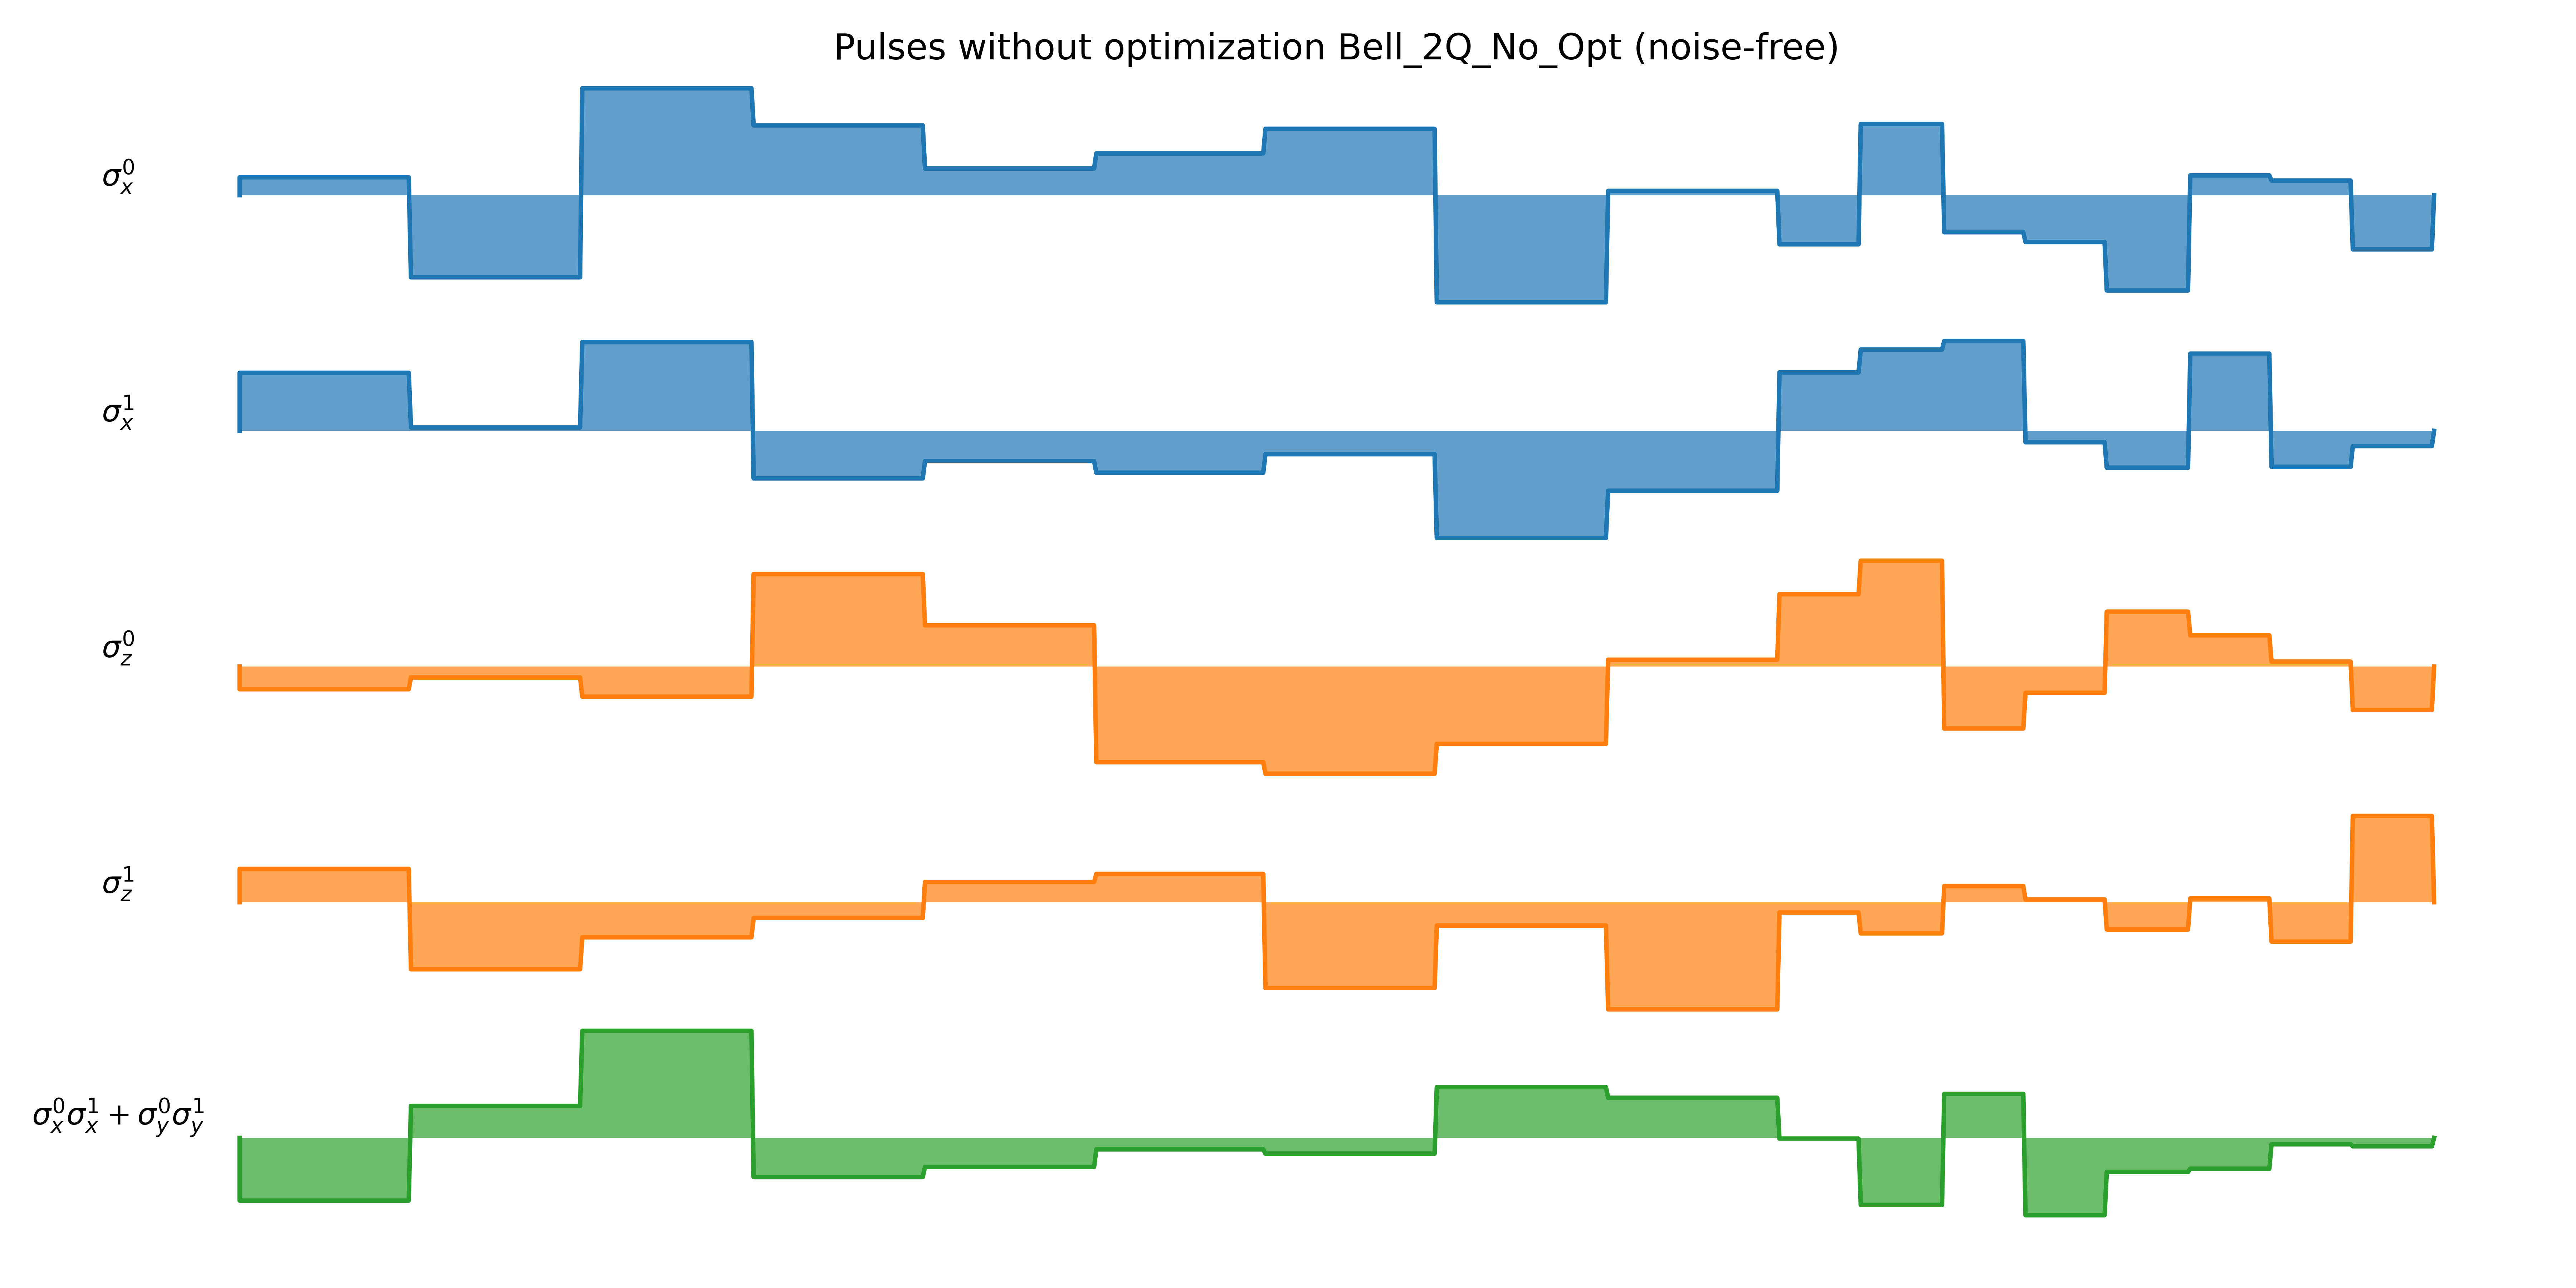 Pulses without optimization Bell_2Q_No_Opt (noise-free)
σ_x^0
σ_x^1
σ_z^0
σ_z^1
σ_x^0σ_x^1 + σ_y^0σ_y^1